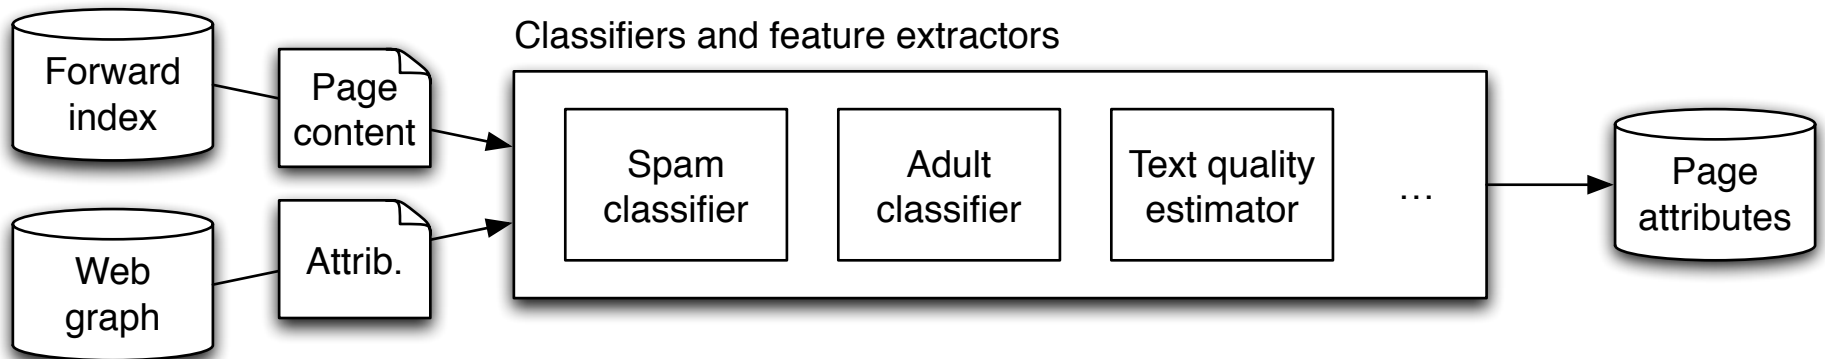 Classifiers and feature extractors
Forward
index
Page
content
Web
graph
Attrib.
Spam
classifier
Adult
classifier
Text quality
estimator
...
Page
attributes